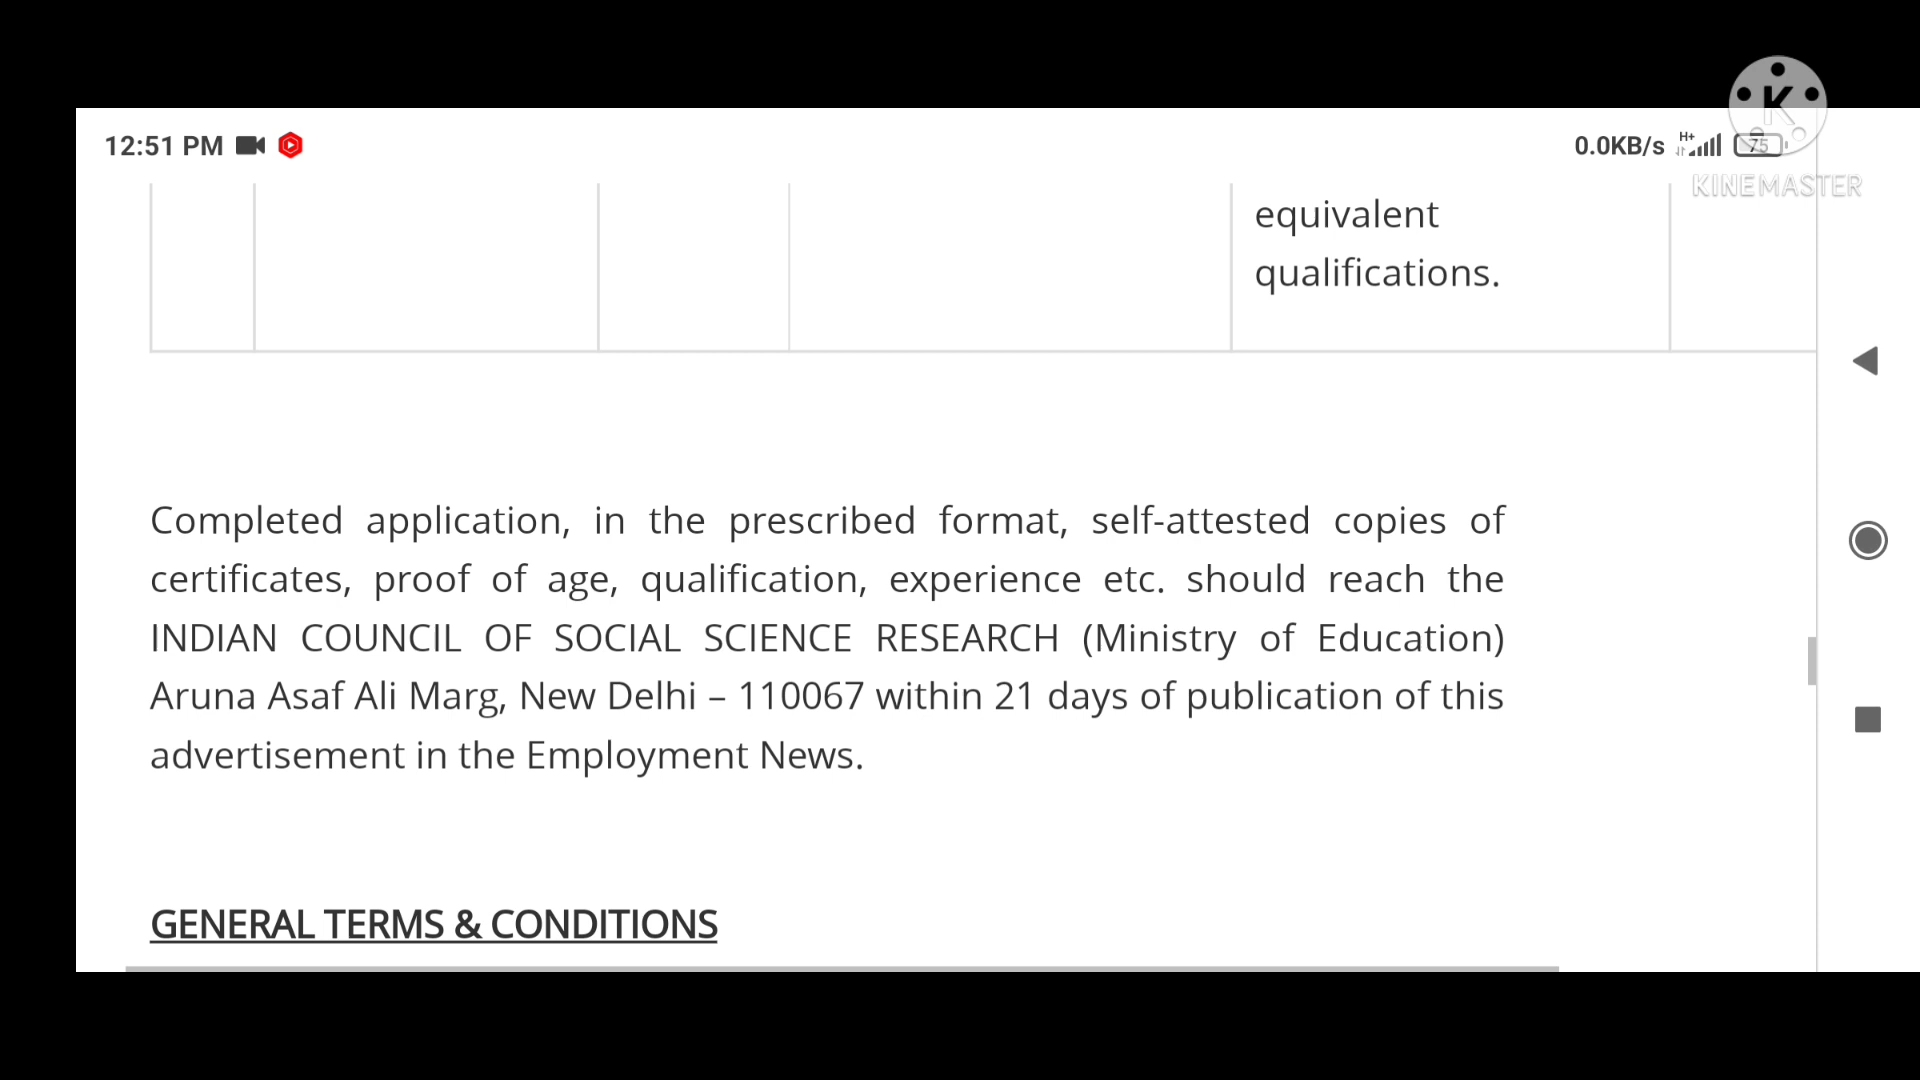 12:51 PM
0.0KB/s H+ 75
KINEMASTER
equivalent
qualifications.
Completed application, in the prescribed format, self-attested copies of
certificates, proof of age, qualification, experience etc. should reach the
INDIAN COUNCIL OF SOCIAL SCIENCE RESEARCH (Ministry of Education)
Aruna Asaf Ali Marg, New Delhi – 110067 within 21 days of publication of this
advertisement in the Employment News.
GENERAL TERMS & CONDITIONS